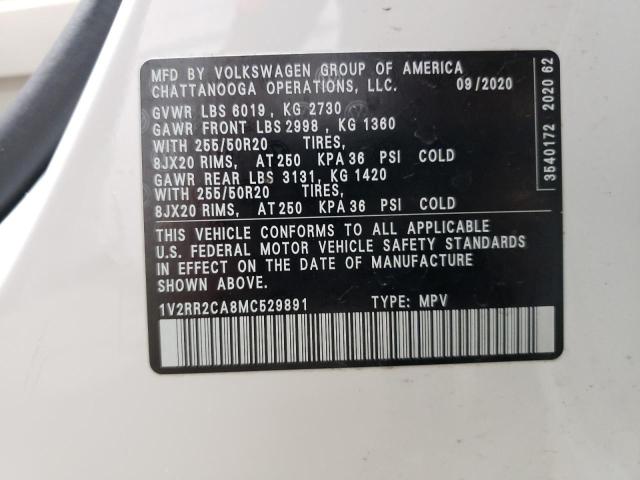 MFD BY VOLKSWAGEN GROUP OF AMERICA
CHATTANOOGA OPERATIONS, LLC. 09/2020
GVWR LBS 6019, KG 2730
GAWR FRONT LBS 2998, KG 1360
WITH 255/50R20 TIRES,
8JX20 RIMS, AT 250 KPA 36 PSI COLD
GAWR REAR LBS 3131, KG 1420
WITH 255/50R20 TIRES,
8JX20 RIMS, AT 250 KPA 36 PSI COLD
THIS VEHICLE CONFORMS TO ALL APPLICABLE
U.S. FEDERAL MOTOR VEHICLE SAFETY STANDARDS
IN EFFECT ON THE DATE OF MANUFACTURE
SHOWN ABOVE.
1V2RR2CA8MC529891 TYPE: MPV
3540172 2020 62